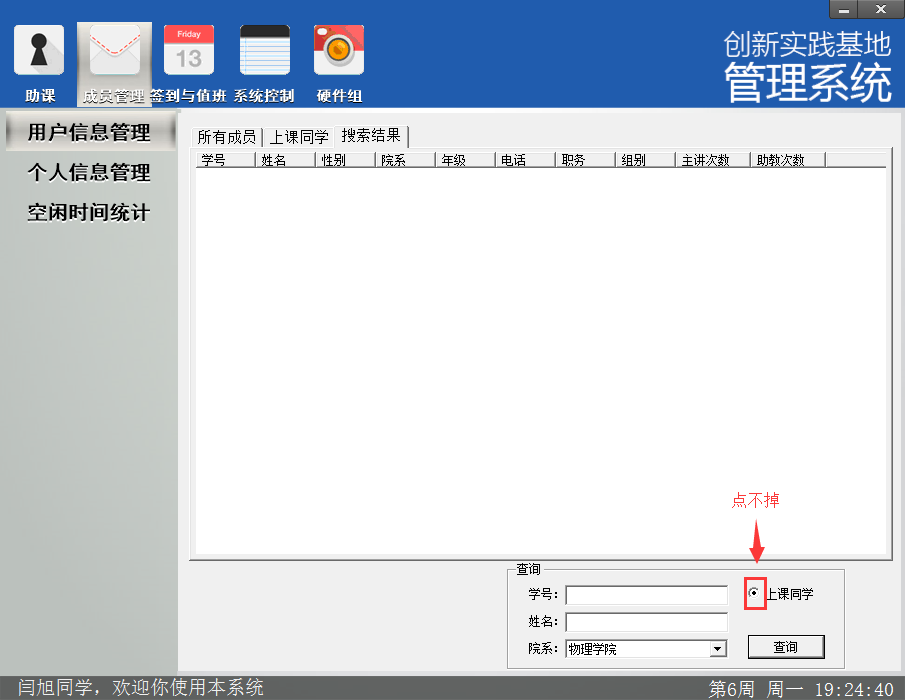 创新实践基地
管理系统
Friday
13
助课 成员管理 签到与值班 系统控制 硬件组
用户信息管理
个人信息管理
空闲时间统计
所有成员 上课同学 搜索结果
学号 姓名 性别 院系 年级 电话 职务 组别 主讲次数 助教次数
点不掉
查询
学号：
上课同学
姓名：
院系： 物理学院
查询
闫旭同学，欢迎你使用本系统
第6周 周一 19:24:40